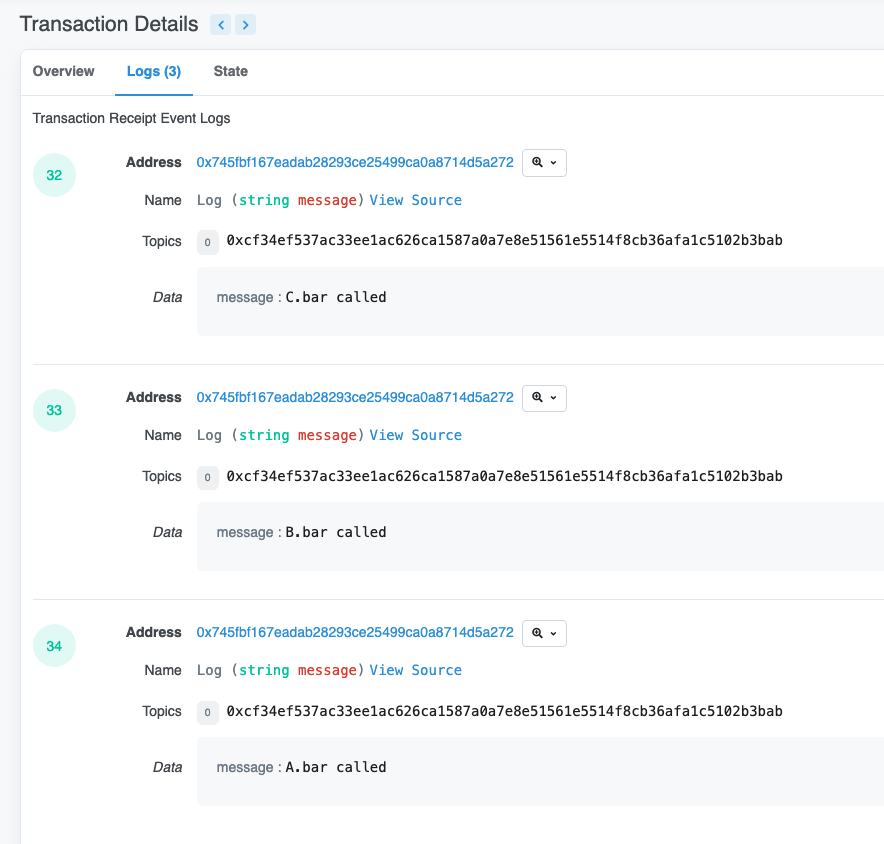 Transaction Details
Overview Logs (3) State
Transaction Receipt Event Logs
32
Address 0x745fbf167eadab28293ce25499ca0a8714d5a272
Name Log (string message) View Source
Topics 0 0xcf34ef537ac33ee1ac626ca1587a0a7e8e51561e5514f8cb36afa1c5102b3bab
Data message : C.bar called
33
Address 0x745fbf167eadab28293ce25499ca0a8714d5a272
Name Log (string message) View Source
Topics 0 0xcf34ef537ac33ee1ac626ca1587a0a7e8e51561e5514f8cb36afa1c5102b3bab
Data message : B.bar called
34
Address 0x745fbf167eadab28293ce25499ca0a8714d5a272
Name Log (string message) View Source
Topics 0 0xcf34ef537ac33ee1ac626ca1587a0a7e8e51561e5514f8cb36afa1c5102b3bab
Data message : A.bar called